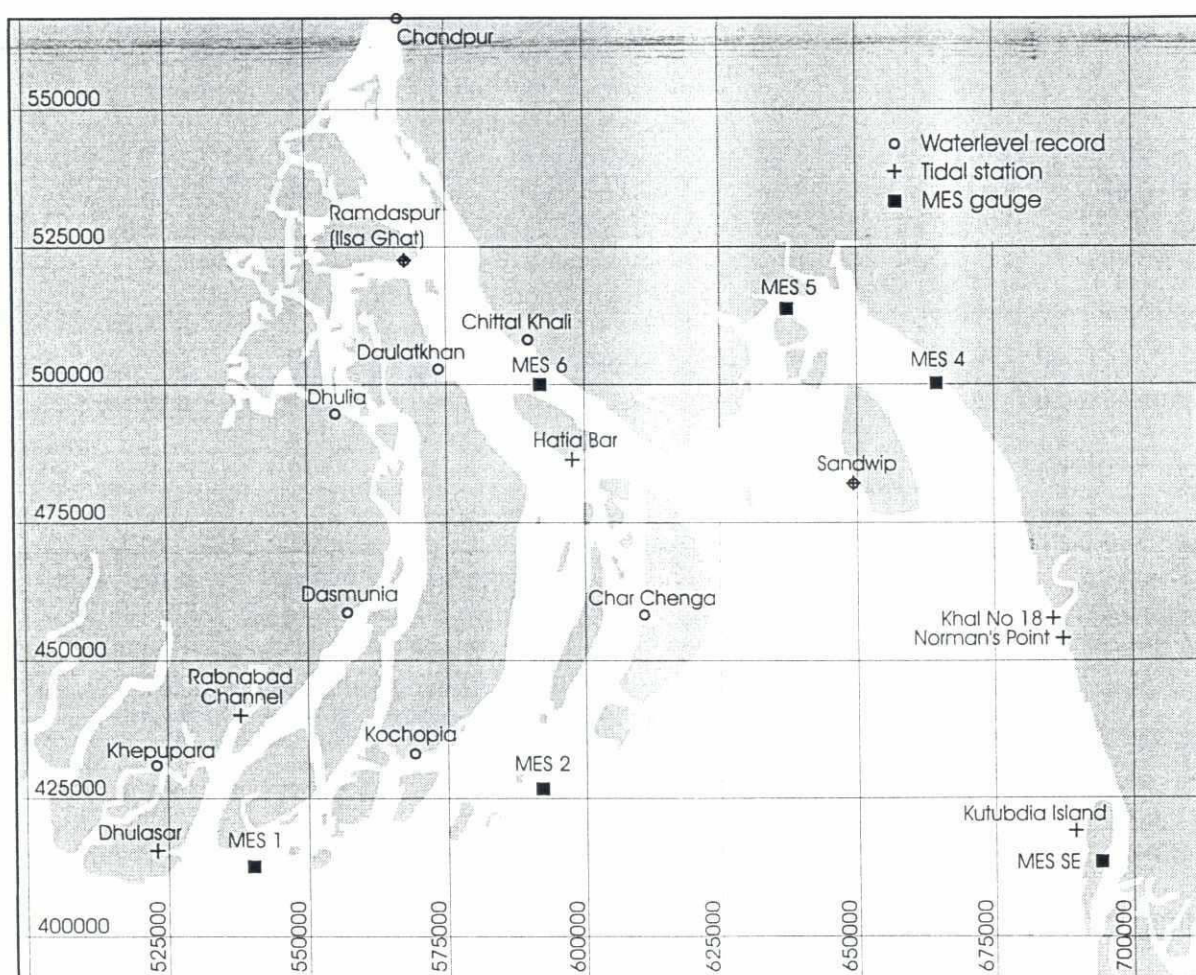 Chandpur
550000
Waterlevel record
Tidal station
MES gauge
Ramdaspur
(Ilsa Ghat)
525000
MES 5
Chittal Khali
Daulatkhan
MES 6
MES 4
500000
Dhulia
Hatia Bar
Sandwip
475000
Dasmunia
Char Chenga
Khal No 18
Norman's Point
450000
Rabnabad
Channel
Kochopia
Khepupara
MES 2
425000
Dhulasar
MES 1
Kutubdia Island
MES SE
400000
525000
550000
575000
600000
625000
650000
675000
700000